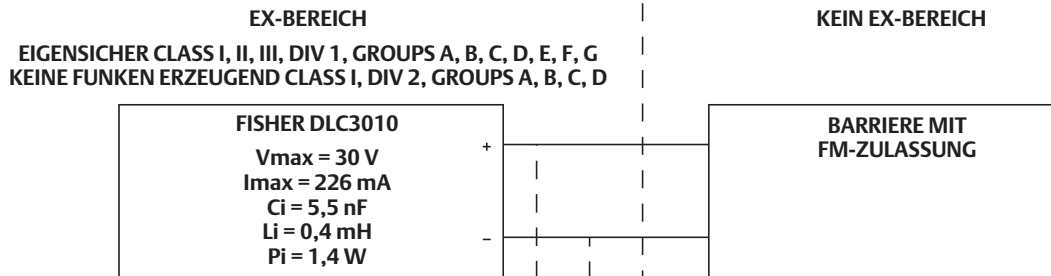 EX-BEREICH
KEIN EX-BEREICH
EIGENSICHER CLASS I, II, III, DIV 1, GROUPS A, B, C, D, E, F, G
KEINE FUNKEN ERZEUGEND CLASS I, DIV 2, GROUPS A, B, C, D
FISHER DLC3010
Vmax = 30 V
Imax = 226 mA
Ci = 5,5 nF
Li = 0,4 mH
Pi = 1,4 W
+
–
BARRIERE MIT
FM-ZULASSUNG